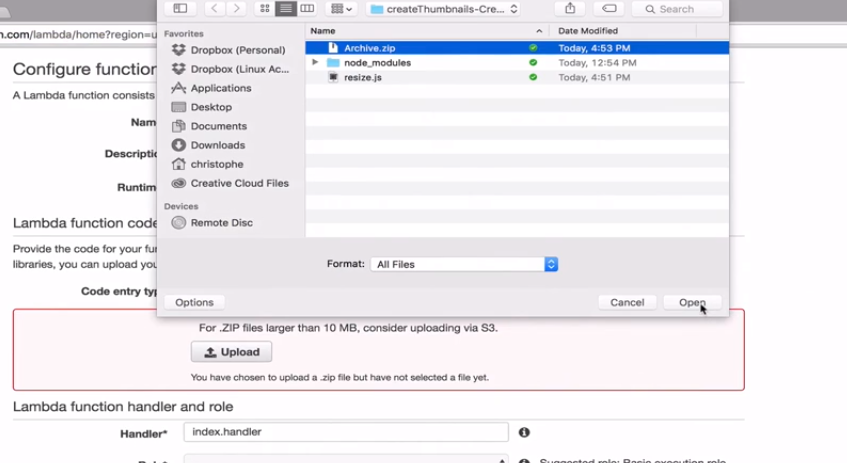 createThumbnails-Cre...
Search
n.com/lambda/home?region=u
Favorites
Dropbox (Personal)
Dropbox (Linux Ac...
Applications
Desktop
Documents
Downloads
christophe
Creative Cloud Files
Devices
Remote Disc
Name
Date Modified
Archive.zip
Today, 4:53 PM
node_modules
Today, 12:54 PM
resize.js
Today, 4:51 PM
Format:
All Files
Options
Cancel
Open
Configure function
A Lambda function consists
Nam
Descriptio
Runtim
Lambda function code
Provide the code for your fu
libraries, you can upload you
Code entry typ
For .ZIP files larger than 10 MB, consider uploading via S3.
Upload
You have chosen to upload a .zip file but have not selected a file yet.
Lambda function handler and role
Handler*
index.handler
Suggested role: Basic execution role